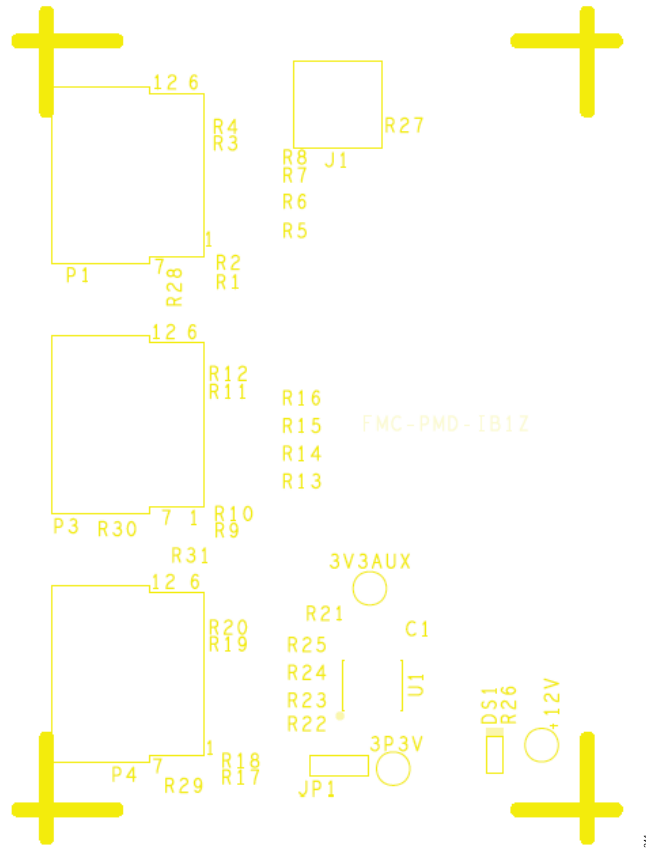 12 6
R4
R3
R27
J1
R8
R7
R6
R5
1
7
P1
R2
R1
R28
12 6
R12
R11
R16
R15
R14
R13
FMC-PMD-IB1Z
7 1
P3
R30
R10
R9
R31
12 6
3V3AUX
R21
C1
R20
R19
R25
R24
R23
R22
U1
DS1
R26
+12V
1
7
P4
R18
R17
R29
3P3V
JP1